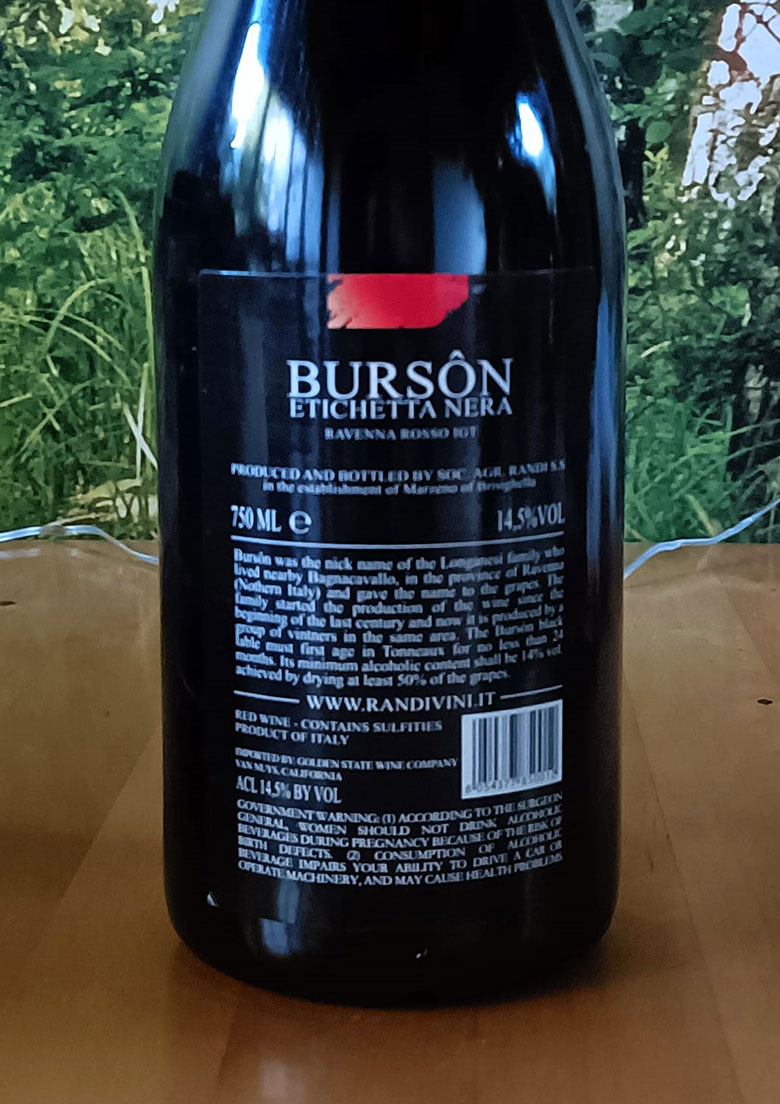 BURSÔN
ETICHETTA NERA
RAVENNA ROSSO IGT
PRODUCED AND BOTTLED BY SOC. AGR. RANDI S.S
in the establishment of Marzeno of Brisighella
750 ML ℮ 14,5%VOL
Bursôn was the nick name of the Longanesi family who
lived nearby Bagnacavallo, in the province of Ravenna
(Nothern Italy) and gave the name to the grapes. The
family started the production of the wine since the
beginning of the last century and now it is produced by a
group of vintners in the same area. The Bursôn black
lable must first age in Tonneaux for no less than 24
months. Its minimum alcoholic content shall be 14% vol.
achieved by drying at least 50% of the grapes.
WWW.RANDIVINI.IT
RED WINE - CONTAINS SULFITIES
PRODUCT OF ITALY
IMPORTED BY: GOLDEN STATE WINE COMPANY
VAN NUYS, CALIFORNIA
ACL 14,5% BY VOL
GOVERNMENT WARNING: (1) ACCORDING TO THE SURGEON
GENERAL, WOMEN SHOULD NOT DRINK ALCOHOLIC
BEVERAGES DURING PREGNANCY BECAUSE OF THE RISK OF
BIRTH DEFECTS. (2) CONSUMPTION OF ALCOHOLIC
BEVERAGE IMPAIRS YOUR ABILITY TO DRIVE A CAR OR
OPERATE MACHINERY, AND MAY CAUSE HEALTH PROBLEMS